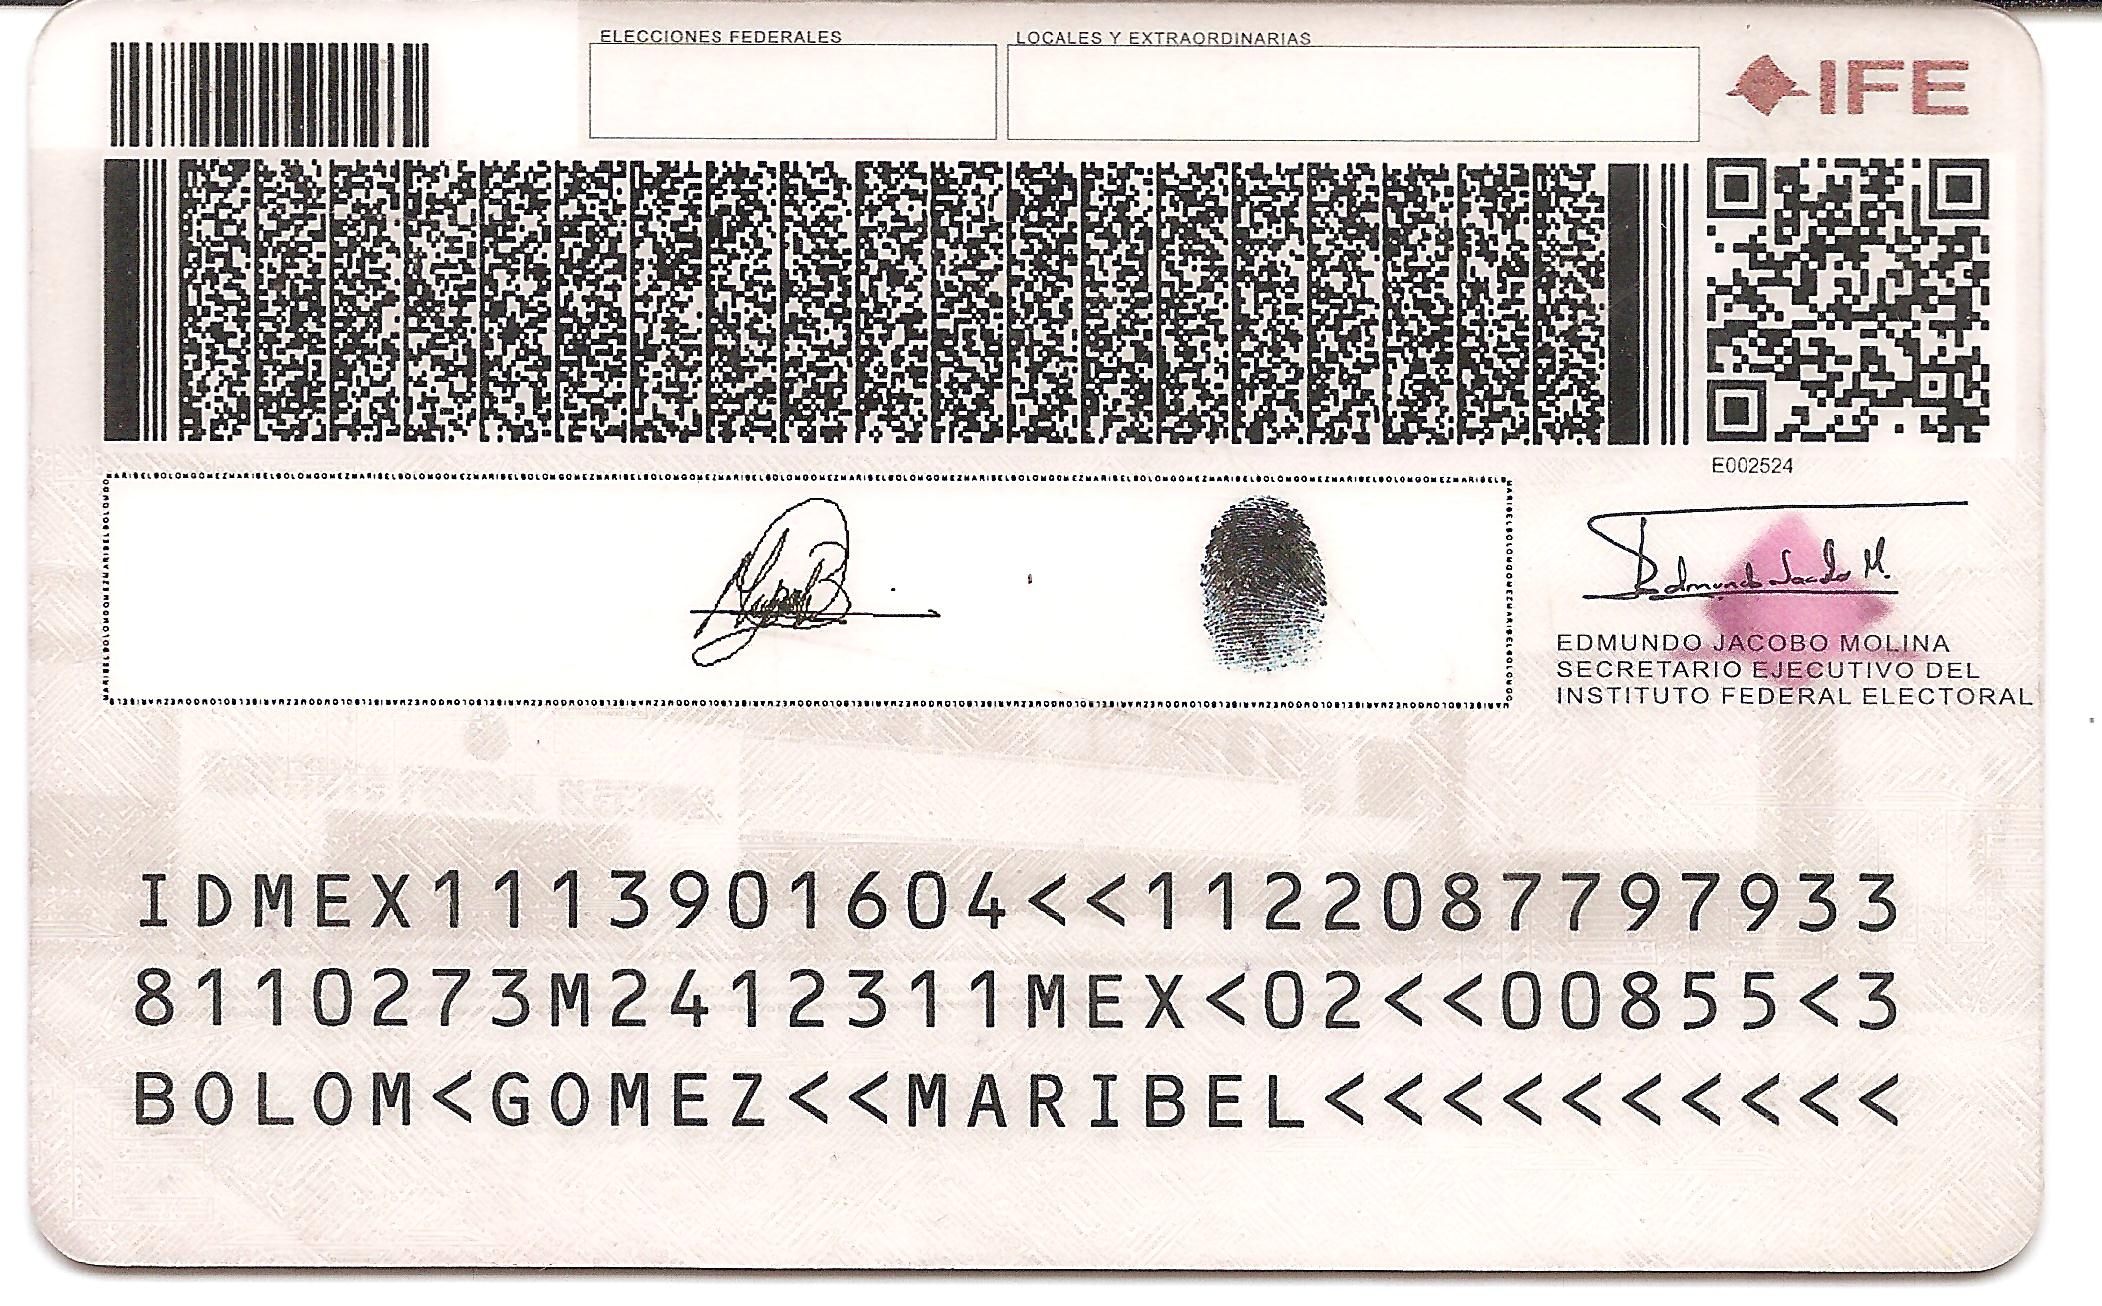 ELECCIONES FEDERALES
LOCALES Y EXTRAORDINARIAS
IFE
E002524
Edmundo Jacobo M.
EDMUNDO JACOBO MOLINA
SECRETARIO EJECUTIVO DEL
INSTITUTO FEDERAL ELECTORAL
IDMEX1113901604<<1122087797933
8110273M2412311MEX<02<<00855<3
BOLOM<GOMEZ<<MARIBEL<<<<<<<<<<